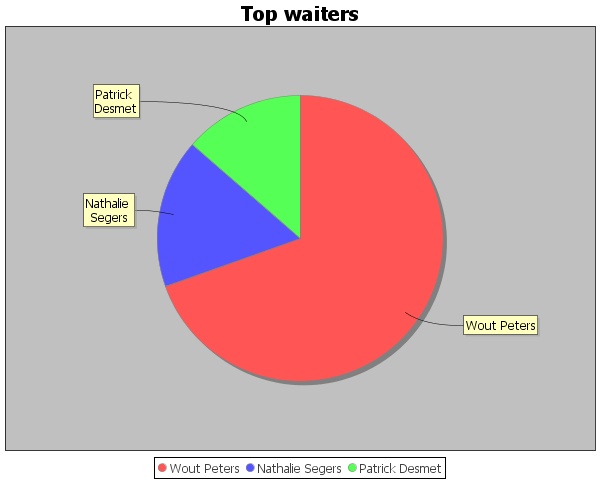 Top waiters
Patrick
Desmet
Nathalie
Segers
Wout Peters
Wout Peters Nathalie Segers Patrick Desmet